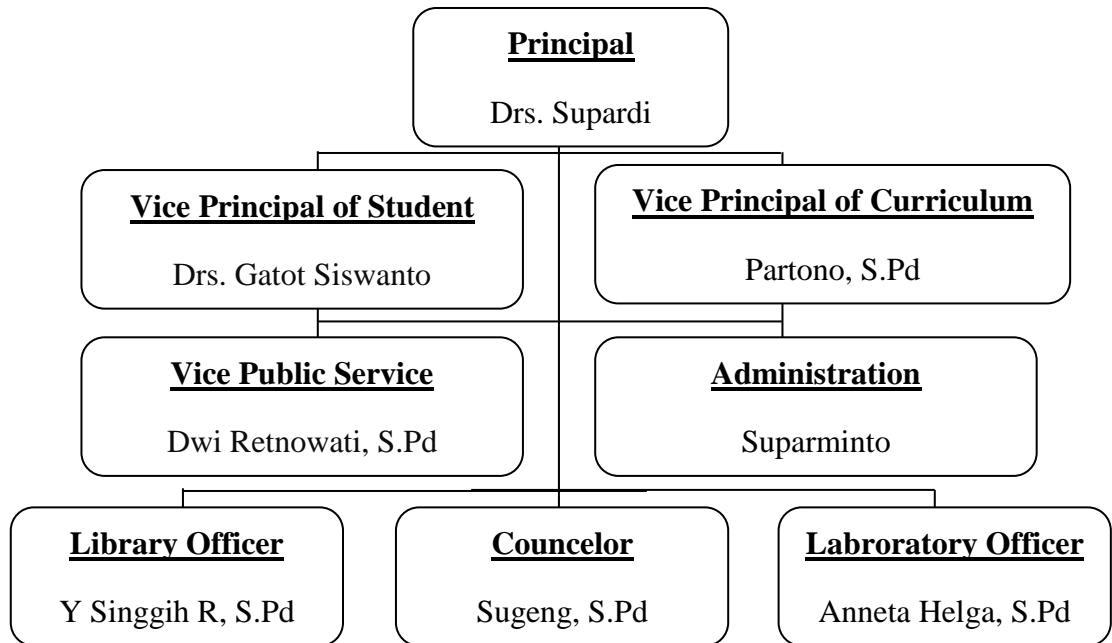 Principal
Drs. Supardi
Vice Principal of Student
Drs. Gatot Siswanto
Vice Principal of Curriculum
Partono, S.Pd
Vice Public Service
Dwi Retnowati, S.Pd
Administration
Suparminto
Library Officer
Y Singgih R, S.Pd
Councelor
Sugeng, S.Pd
Labroratory Officer
Anneta Helga, S.Pd